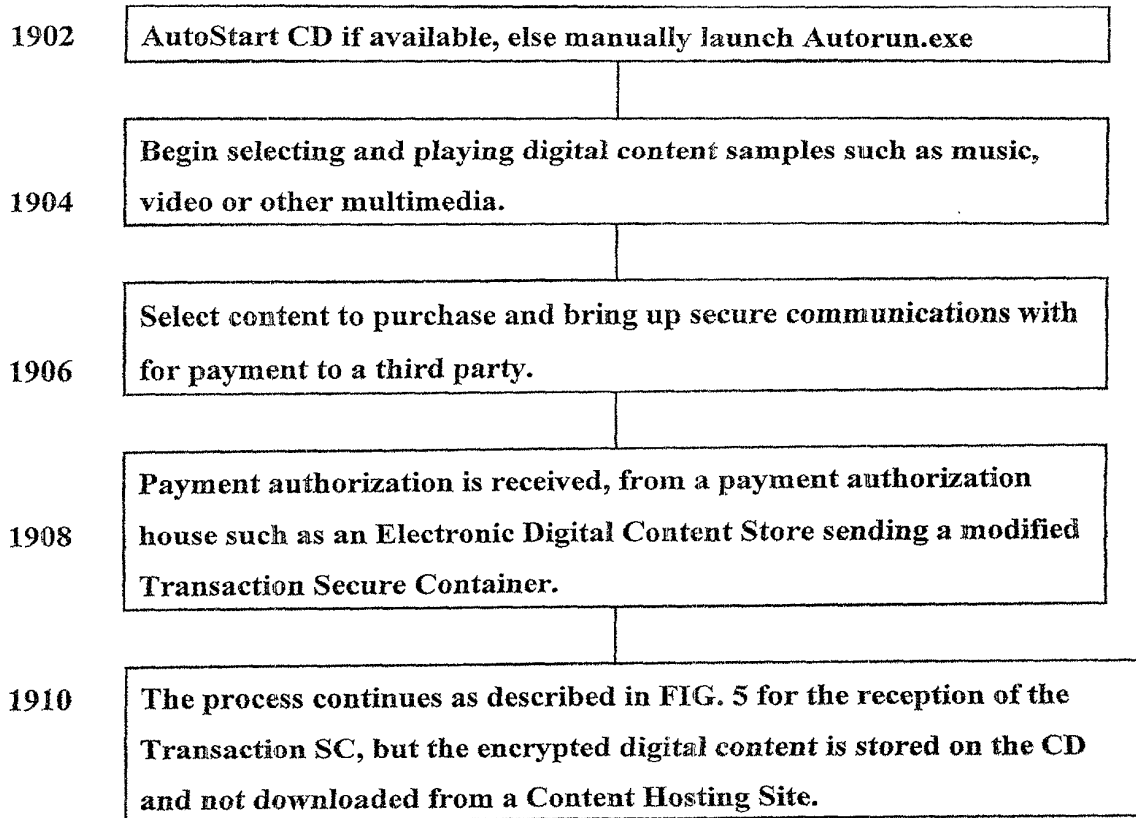 1902 AutoStart CD if available, else manually launch Autorun.exe
Begin selecting and playing digital content samples such as music,
1904 video or other multimedia.
Select content to purchase and bring up secure communications with
1906 for payment to a third party.
Payment authorization is received, from a payment authorization
1908 house such as an Electronic Digital Content Store sending a modified
Transaction Secure Container.
1910 The process continues as described in FIG. 5 for the reception of the
Transaction SC, but the encrypted digital content is stored on the CD
and not downloaded from a Content Hosting Site.